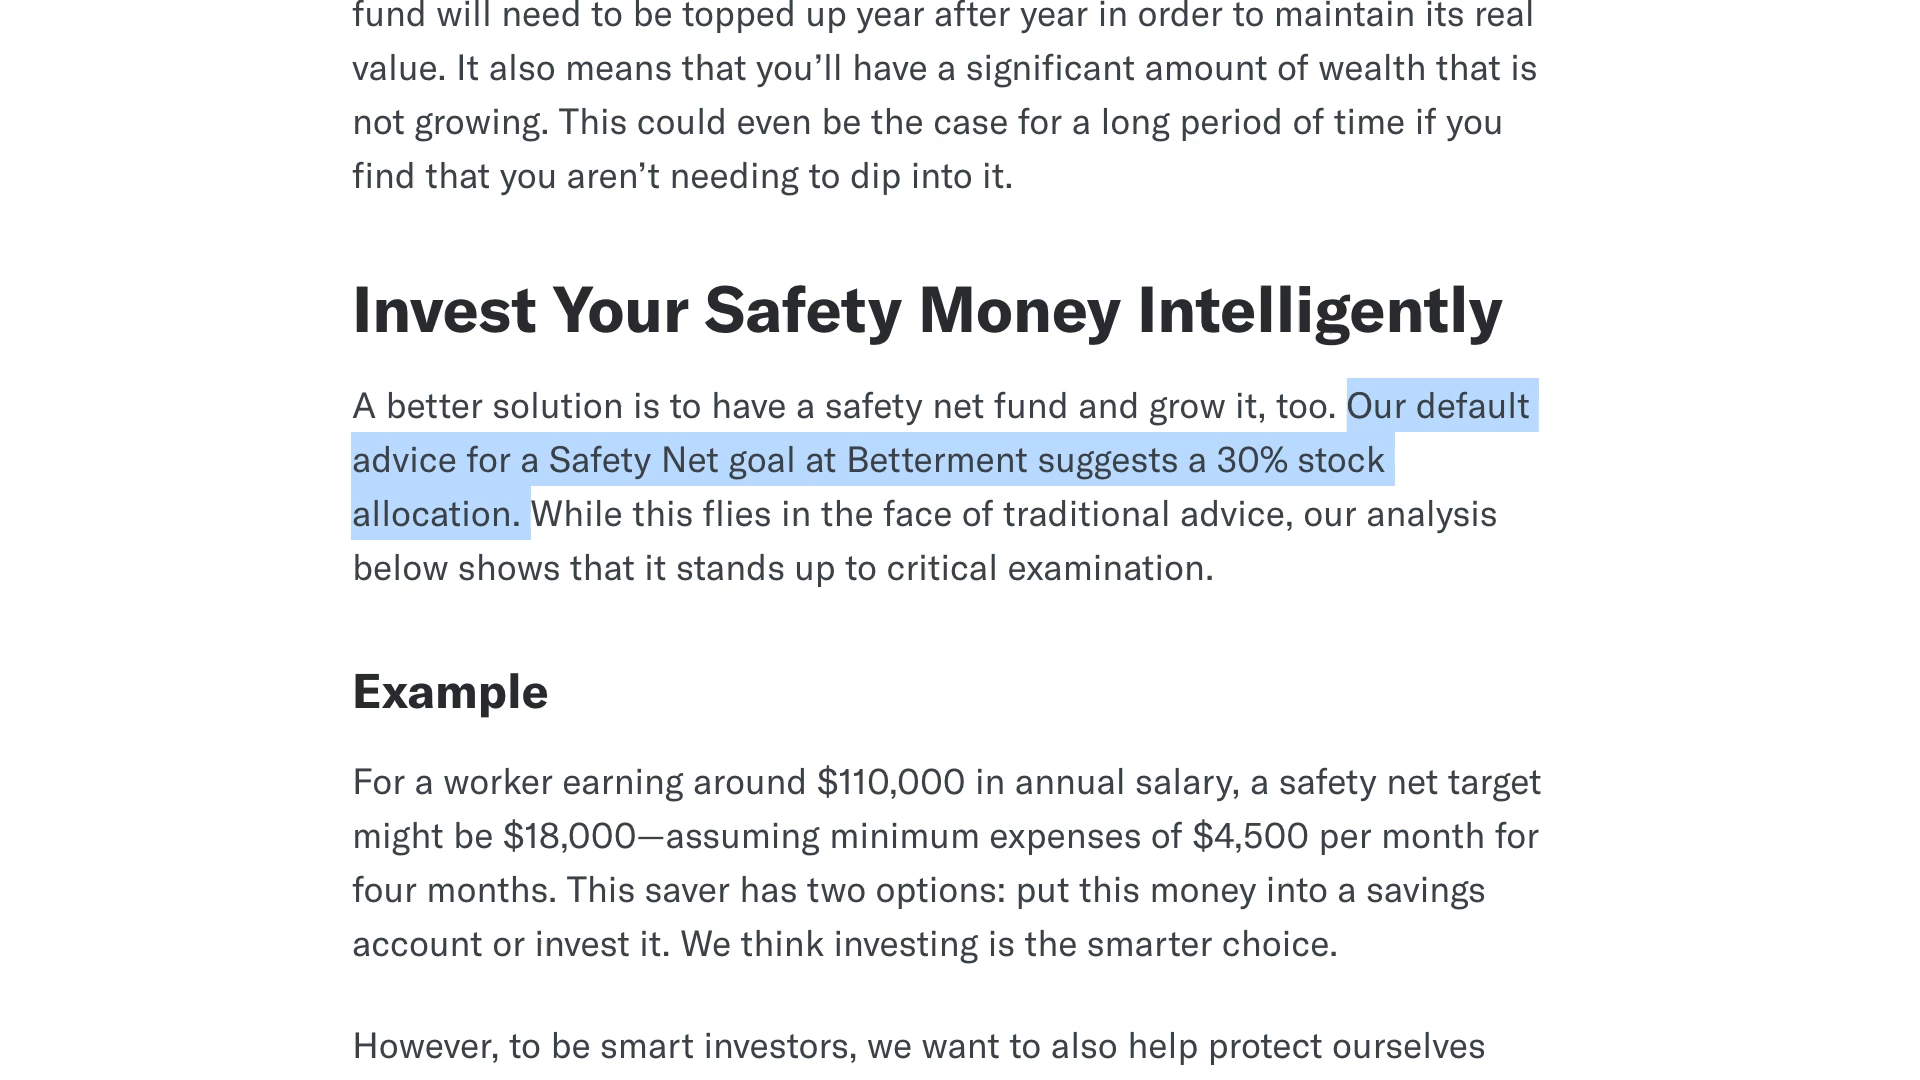 fund will need to be topped up year after year in order to maintain its real
value. It also means that you’ll have a significant amount of wealth that is
not growing. This could even be the case for a long period of time if you
find that you aren’t needing to dip into it.
Invest Your Safety Money Intelligently
A better solution is to have a safety net fund and grow it, too. Our default
advice for a Safety Net goal at Betterment suggests a 30% stock
allocation. While this flies in the face of traditional advice, our analysis
below shows that it stands up to critical examination.
Example
For a worker earning around $110,000 in annual salary, a safety net target
might be $18,000—assuming minimum expenses of $4,500 per month for
four months. This saver has two options: put this money into a savings
account or invest it. We think investing is the smarter choice.
However, to be smart investors, we want to also help protect ourselves